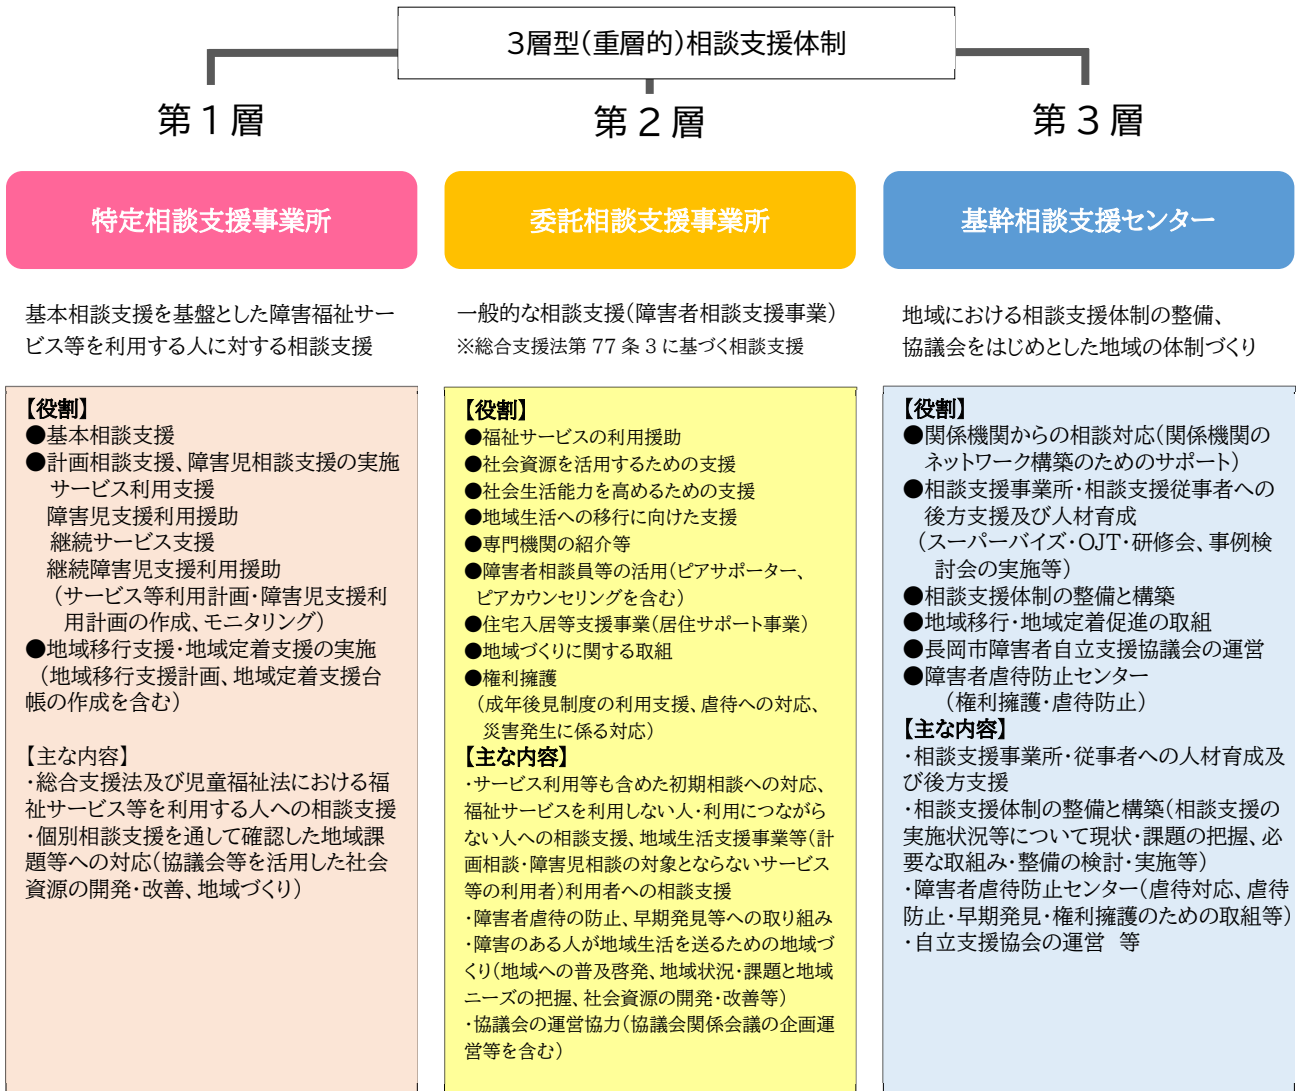 3層型(重層的)相談支援体制
第1層
特定相談支援事業所
基本相談支援を基盤とした障害福祉サー
ビス等を利用する人に対する相談支援
【役割】
●基本相談支援
●計画相談支援、障害児相談支援の実施
サービス利用支援
障害児支援利用援助
継続サービス支援
継続障害児支援利用援助
(サービス等利用計画・障害児支援利
用計画の作成、モニタリング)
●地域移行支援・地域定着支援の実施
(地域移行支援計画、地域定着支援台
帳の作成を含む)
【主な内容】
・総合支援法及び児童福祉法における福
祉サービス等を利用する人への相談支援
・個別相談支援を通して確認した地域課
題等への対応(協議会等を活用した社会
資源の開発・改善、地域づくり)
第2層
委託相談支援事業所
一般的な相談支援(障害者相談支援事業)
※総合支援法第 77 条 3 に基づく相談支援
【役割】
●福祉サービスの利用援助
●社会資源を活用するための支援
●社会生活能力を高めるための支援
●地域生活への移行に向けた支援
●専門機関の紹介等
●障害者相談員等の活用(ピアサポーター、
ピアカウンセリングを含む)
●住宅入居等支援事業(居住サポート事業)
●地域づくりに関する取組
●権利擁護
(成年後見制度の利用支援、虐待への対応、
災害発生に係る対応)
【主な内容】
・サービス利用等も含めた初期相談への対応、
福祉サービスを利用しない人・利用につながら
ない人への相談支援、地域生活支援事業等(計
画相談・障害児相談の対象とならないサービス
等の利用者)利用者への相談支援
・障害者虐待の防止、早期発見等への取り組み
・障害のある人が地域生活を送るための地域づ
くり(地域への普及啓発、地域状況・課題と地域
ニーズの把握、社会資源の開発・改善等)
・協議会の運営協力(協議会関係会議の企画運
営等を含む)
第3層
基幹相談支援センター
地域における相談支援体制の整備、
協議会をはじめとした地域の体制づくり
【役割】
●関係機関からの相談対応(関係機関の
ネットワーク構築のためのサポート)
●相談支援事業所・相談支援従事者への
後方支援及び人材育成
(スーパーバイズ・OJT・研修会、事例検
討会の実施等)
●相談支援体制の整備と構築
●地域移行・地域定着促進の取組
●長岡市障害者自立支援協議会の運営
●障害者虐待防止センター
(権利擁護・虐待防止)
【主な内容】
・相談支援事業所・従事者への人材育成及
び後方支援
・相談支援体制の整備と構築(相談支援の
実施状況等について現状・課題の把握、必
要な取組み・整備の検討・実施等)
・障害者虐待防止センター(虐待対応、虐待
防止・早期発見・権利擁護のための取組等)
・自立支援協会の運営 等